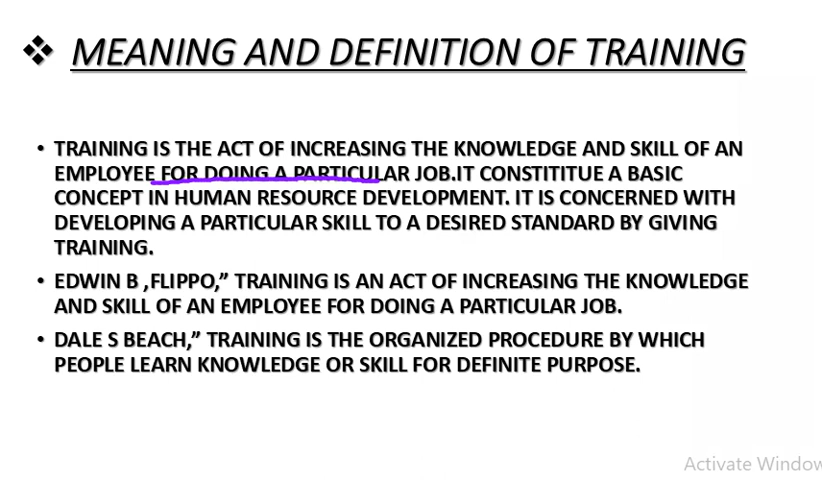 ❖ MEANING AND DEFINITION OF TRAINING
• TRAINING IS THE ACT OF INCREASING THE KNOWLEDGE AND SKILL OF AN
EMPLOYEE FOR DOING A PARTICULAR JOB.IT CONSTITITUE A BASIC
CONCEPT IN HUMAN RESOURCE DEVELOPMENT. IT IS CONCERNED WITH
DEVELOPING A PARTICULAR SKILL TO A DESIRED STANDARD BY GIVING
TRAINING.
• EDWIN B ,FLIPPO,” TRAINING IS AN ACT OF INCREASING THE KNOWLEDGE
AND SKILL OF AN EMPLOYEE FOR DOING A PARTICULAR JOB.
• DALE S BEACH,” TRAINING IS THE ORGANIZED PROCEDURE BY WHICH
PEOPLE LEARN KNOWLEDGE OR SKILL FOR DEFINITE PURPOSE.
Activate Window